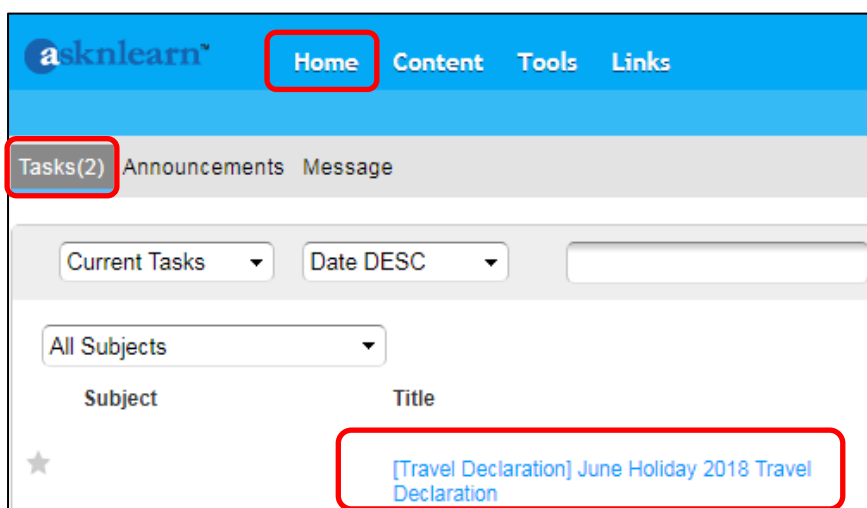 asknlearn™ Home Content Tools Links
Tasks(2) Announcements Message
Current Tasks Date DESC
All Subjects
Subject Title
[Travel Declaration] June Holiday 2018 Travel
Declaration